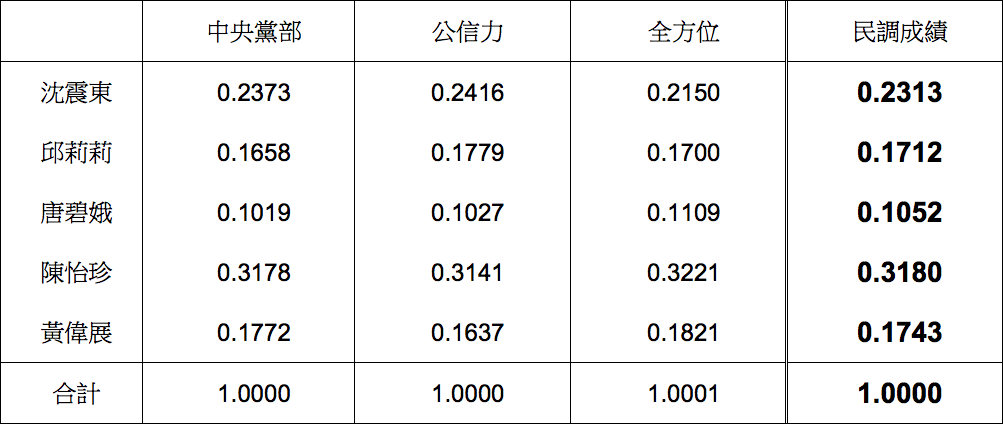 中央黨部 公信力 全方位 民調成績
沈震東 0.2373 0.2416 0.2150 0.2313
邱莉莉 0.1658 0.1779 0.1700 0.1712
唐碧娥 0.1019 0.1027 0.1109 0.1052
陳怡珍 0.3178 0.3141 0.3221 0.3180
黃偉展 0.1772 0.1637 0.1821 0.1743
合計 1.0000 1.0000 1.0001 1.0000